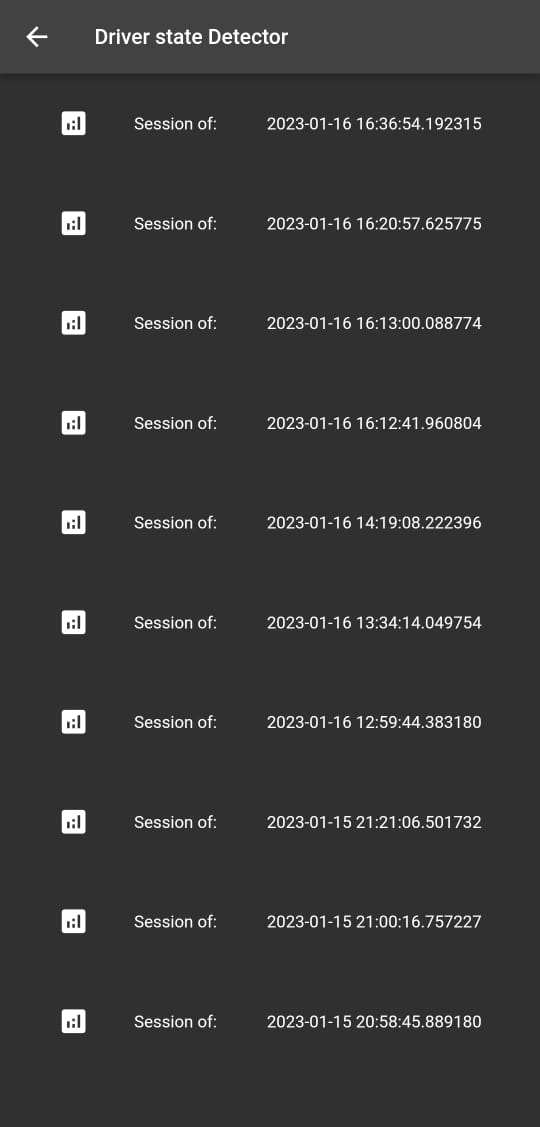 Driver state Detector
Session of: 2023-01-16 16:36:54.192315
Session of: 2023-01-16 16:20:57.625775
Session of: 2023-01-16 16:13:00.088774
Session of: 2023-01-16 16:12:41.960804
Session of: 2023-01-16 14:19:08.222396
Session of: 2023-01-16 13:34:14.049754
Session of: 2023-01-16 12:59:44.383180
Session of: 2023-01-15 21:21:06.501732
Session of: 2023-01-15 21:00:16.757227
Session of: 2023-01-15 20:58:45.889180